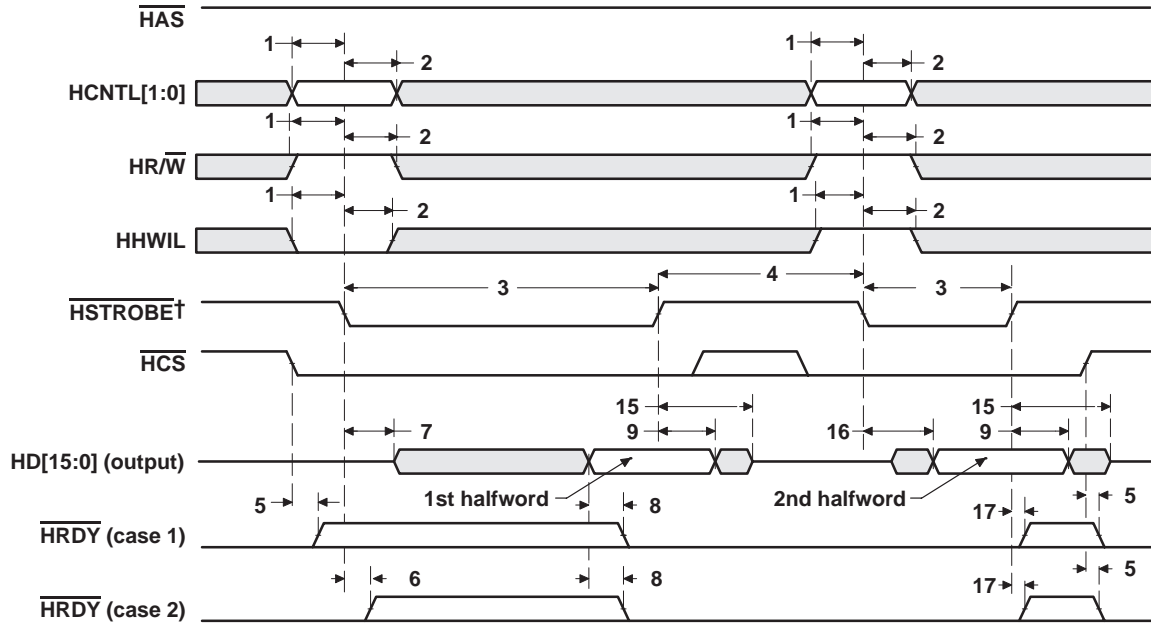 HAS
1
1
2
2
HCNTL[1:0]
1
2
1
2
HR/W
1
2
1
2
HHWIL
3
4
3
HSTROBE†
HCS
15
15
7
9
16
9
HD[15:0] (output)
1st halfword
2nd halfword
5
8
17
5
HRDY (case 1)
6
8
17
5
HRDY (case 2)